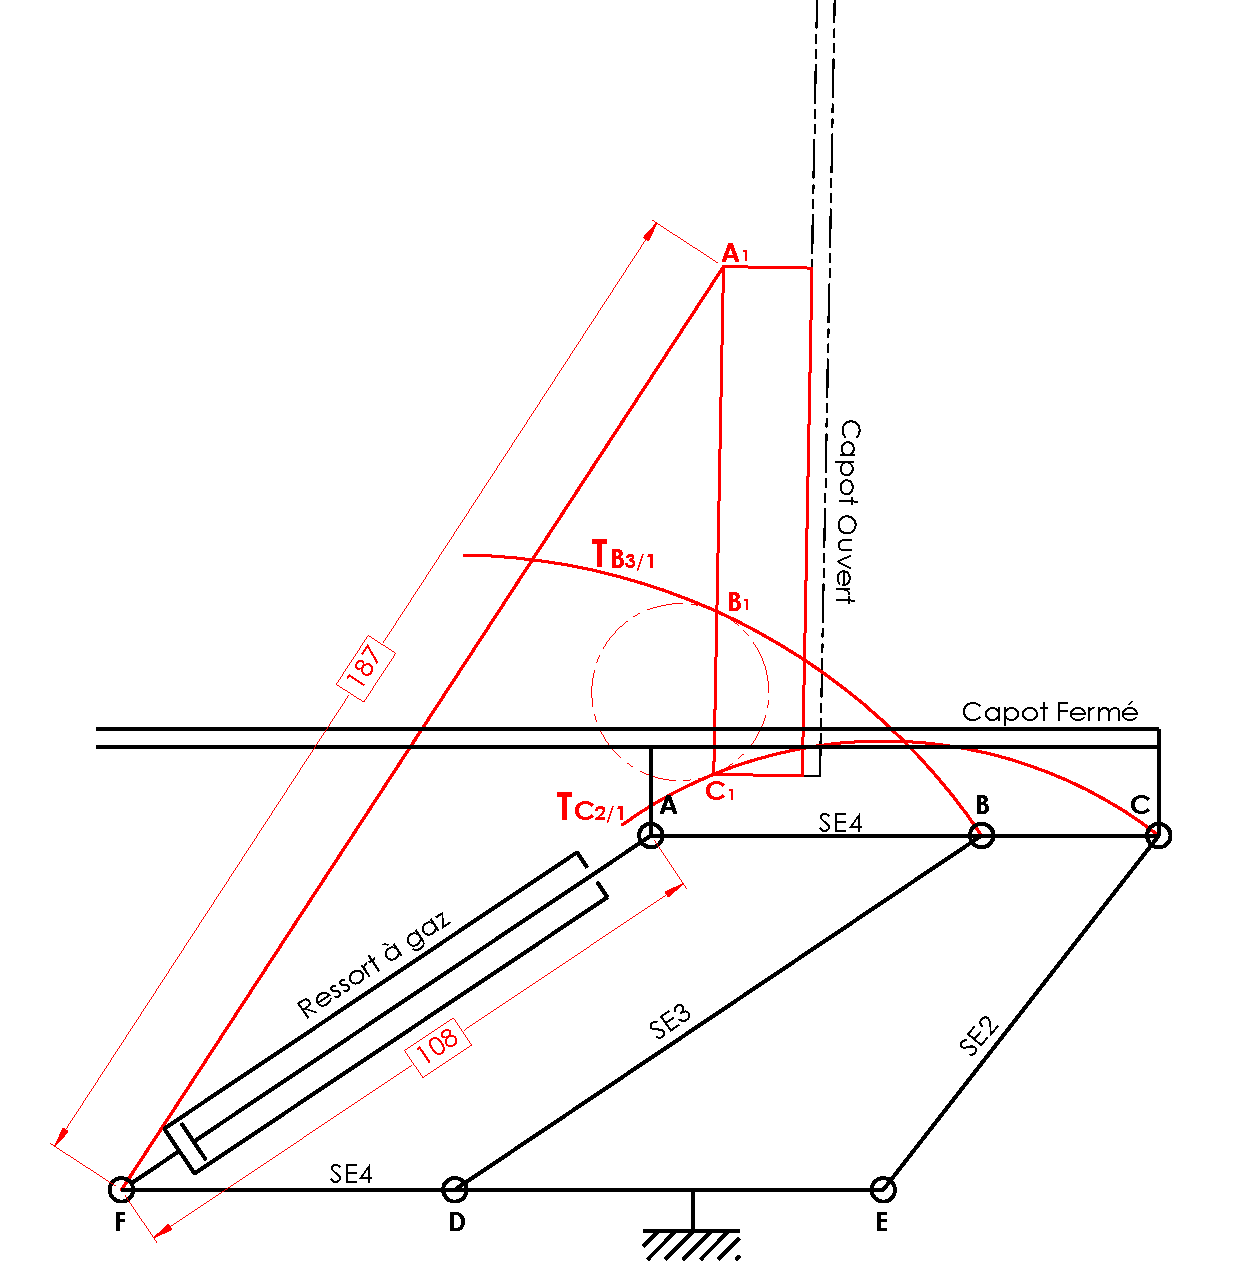 A1
Capot Ouvert
TB3/1
B1
187
Capot Fermé
C1
TC2/1
A
SE4
B
C
Ressort à gaz
108
SE3
SE2
SE4
F
D
E